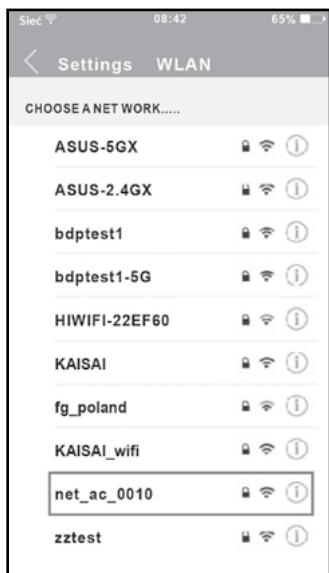 Sieć 08:42 65%
Settings WLAN
CHOOSE A NET WORK.....
ASUS-5GX
ASUS-2.4GX
bdptest1
bdptest1-5G
HIWIFI-22EF60
KAISAI
fg_poland
KAISAI_wifi
net_ac_0010
zztest